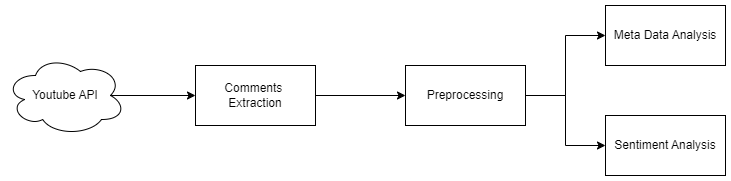 Youtube API
Comments
Extraction
Preprocessing
Meta Data Analysis
Sentiment Analysis